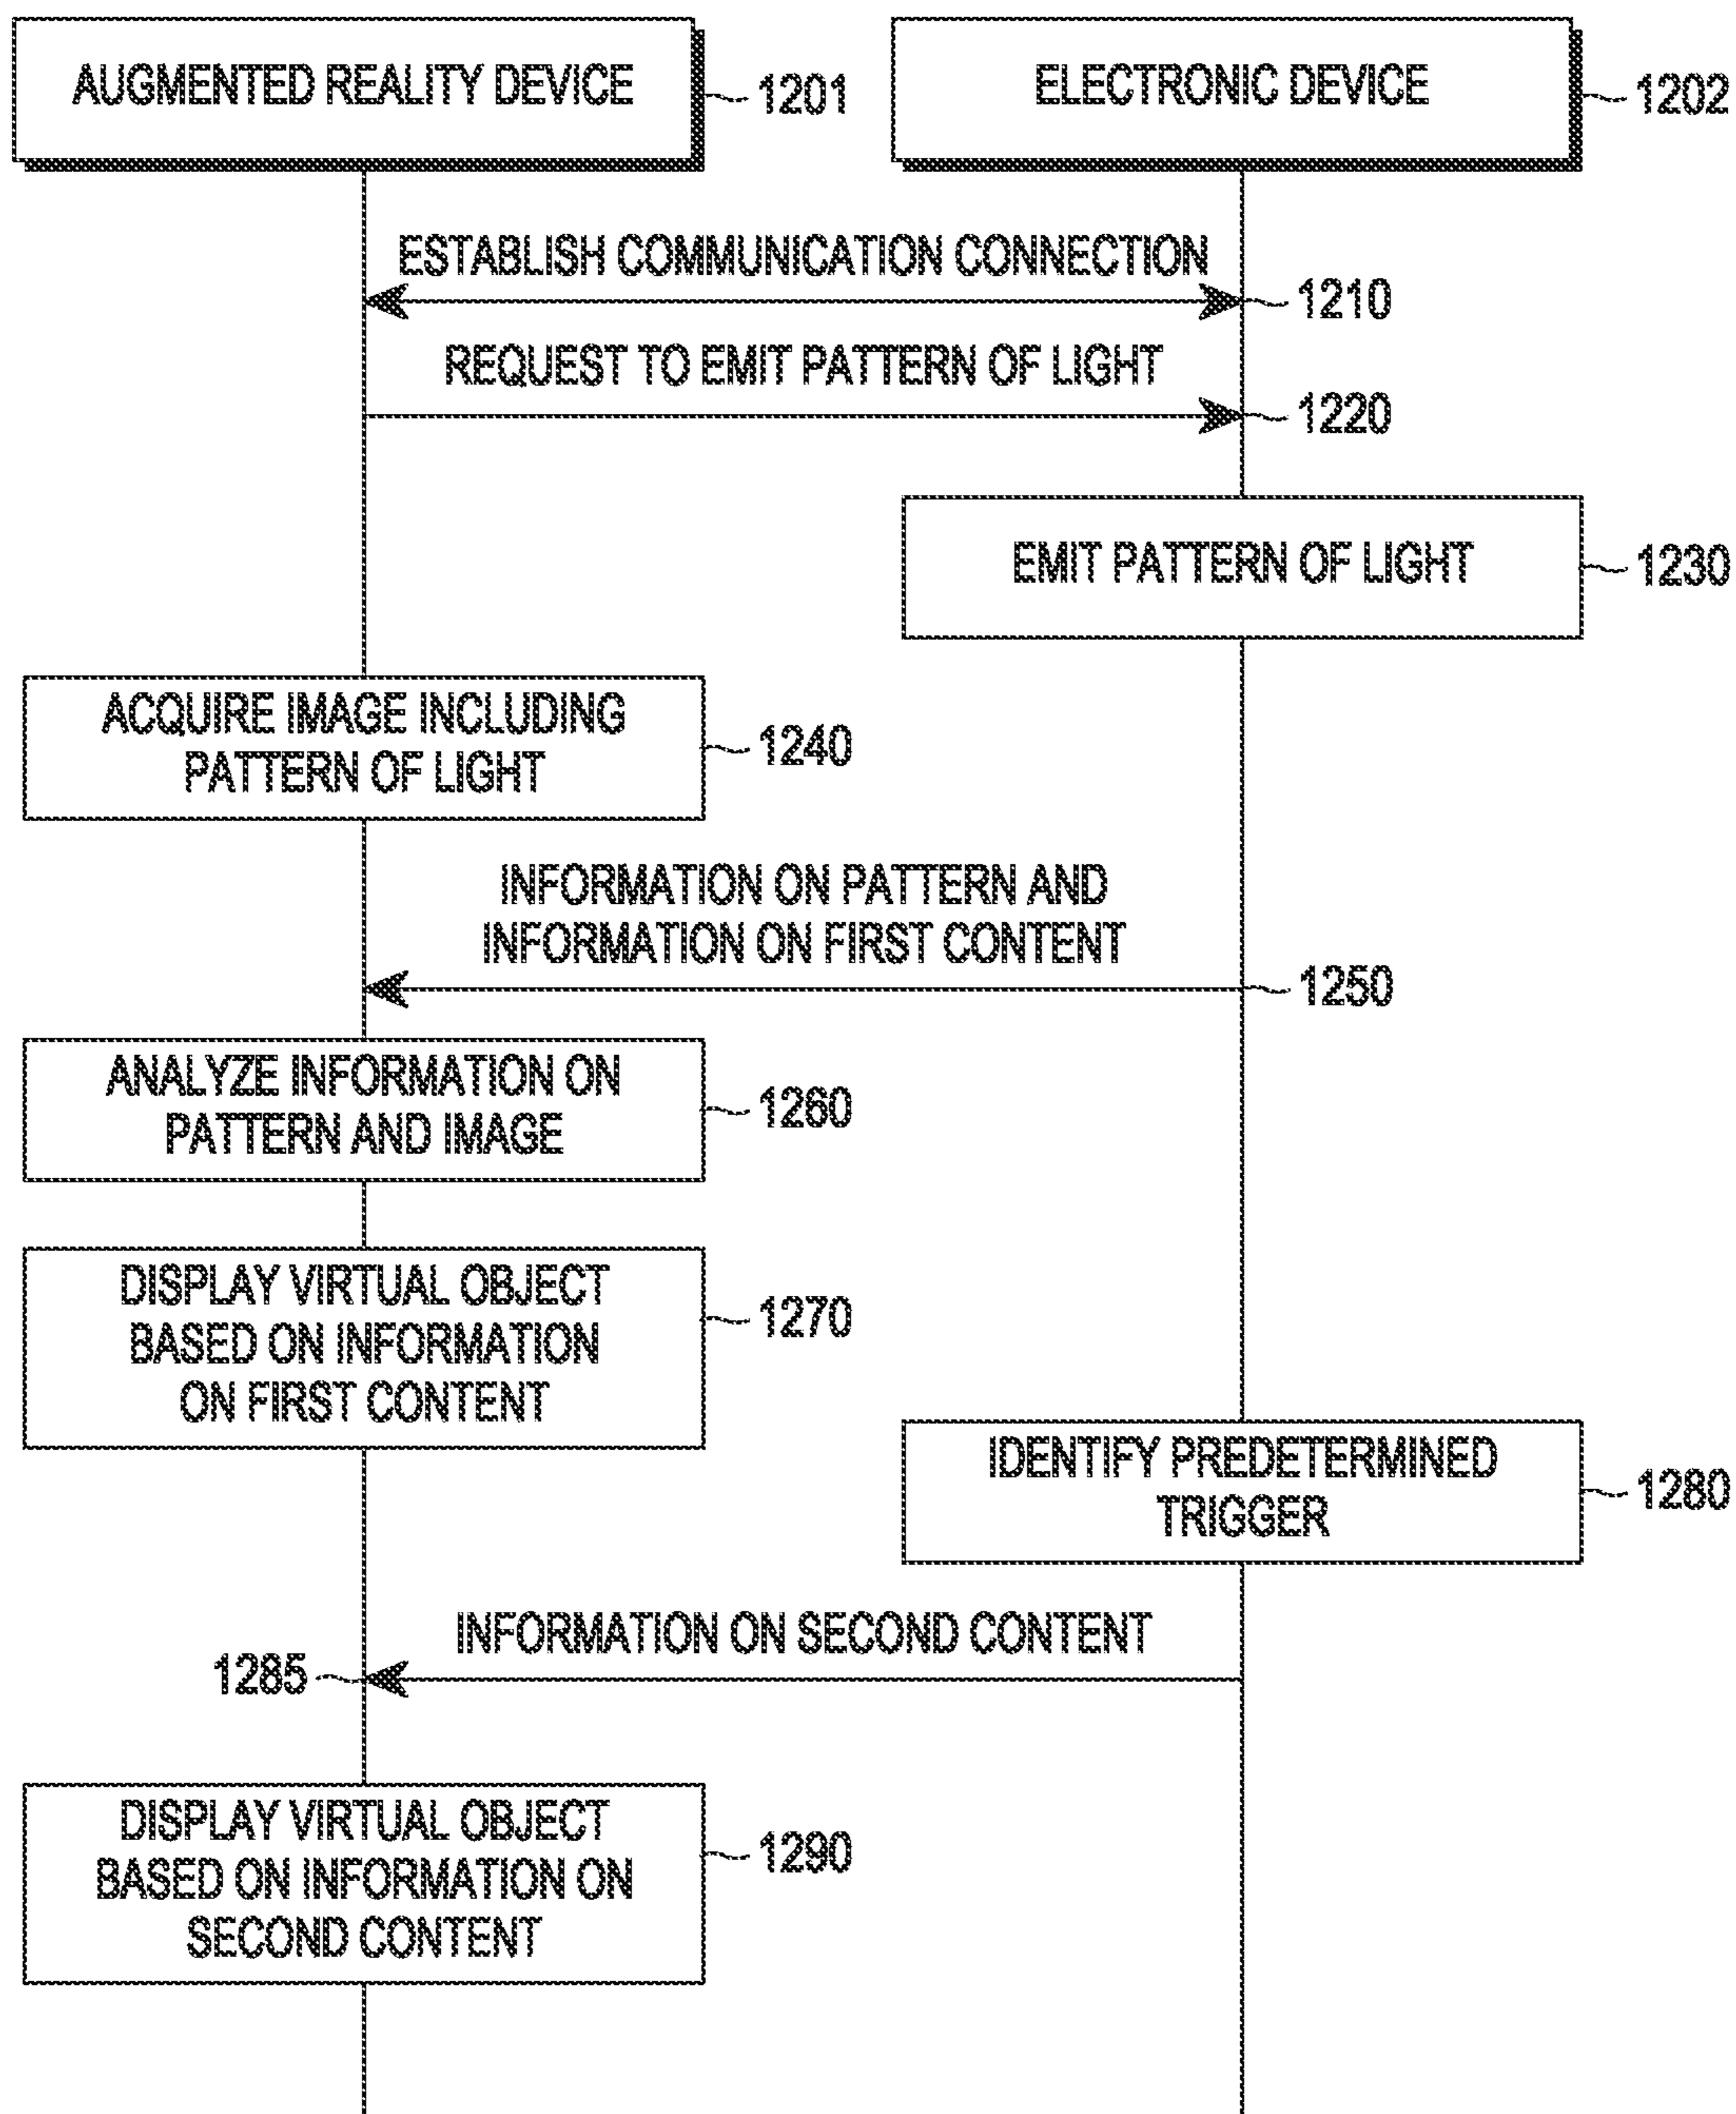 AUGMENTED REALITY DEVICE
1201
ELECTRONIC DEVICE
1202
ESTABLISH COMMUNICATION CONNECTION
1210
REQUEST TO EMIT PATTERN OF LIGHT
1220
EMIT PATTERN OF LIGHT
1230
ACQUIRE IMAGE INCLUDING
PATTERN OF LIGHT
1240
INFORMATION ON PATTERN AND
INFORMATION ON FIRST CONTENT
1250
ANALYZE INFORMATION ON
PATTERN AND IMAGE
1260
DISPLAY VIRTUAL OBJECT
BASED ON INFORMATION
ON FIRST CONTENT
1270
IDENTIFY PREDETERMINED
TRIGGER
1280
INFORMATION ON SECOND CONTENT
1285
DISPLAY VIRTUAL OBJECT
BASED ON INFORMATION ON
SECOND CONTENT
1290